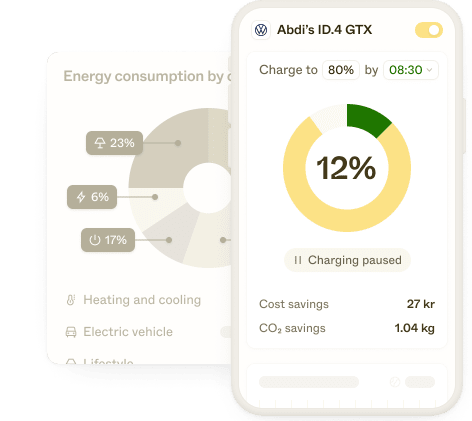 Abdi's ID.4 GTX
Charge to 80% by 08:30
12%
Charging paused
Cost savings 27 kr
CO₂ savings 1.04 kg
Energy consumption by
23%
6%
17%
Heating and cooling
Electric vehicle
Lifestyle